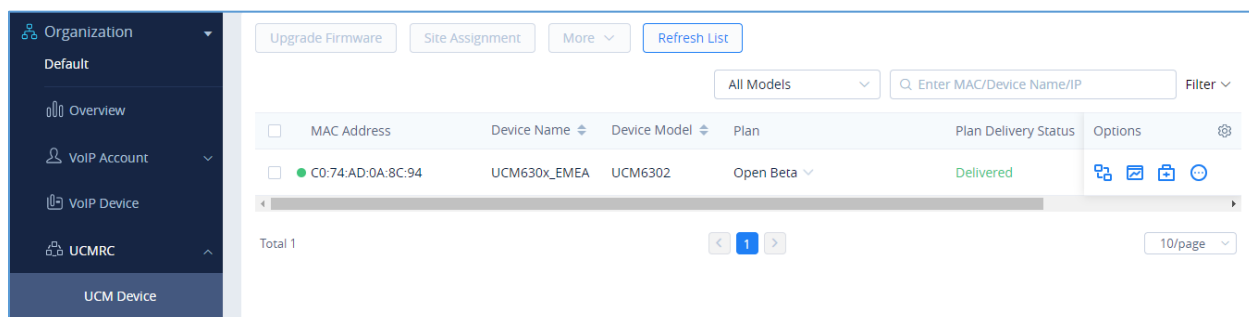 Organization
Default
Overview
VoIP Account
VoIP Device
UCMRC
UCM Device
Upgrade Firmware Site Assignment More Refresh List
All Models Enter MAC/Device Name/IP Filter
MAC Address Device Name Device Model Plan Plan Delivery Status Options
C0:74:AD:0A:8C:94 UCM630x_EMEA UCM6302 Open Beta Delivered
Total 1 1 10/page